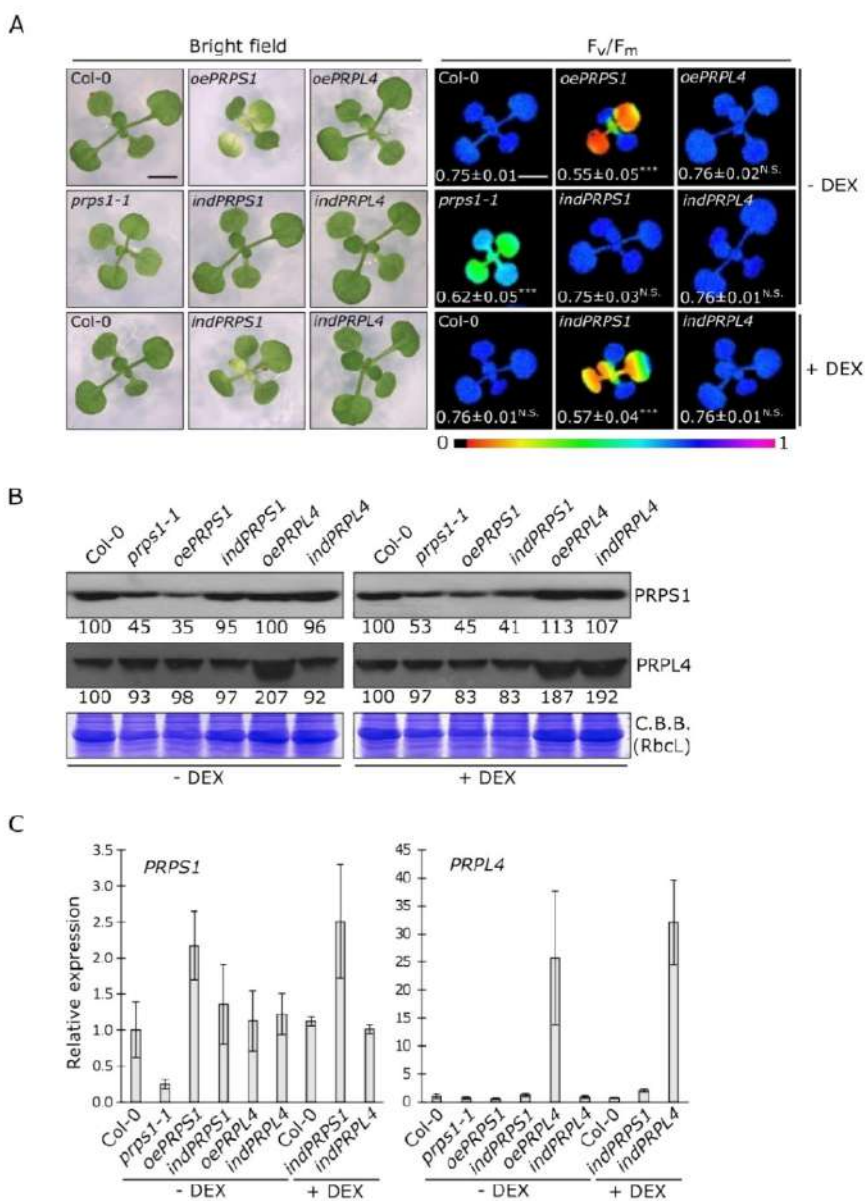 A
Bright field Fv/Fm
Col-0 oePRPS1 oePRPL4 Col-0 oePRPS1 oePRPL4
0.75±0.01 0.55±0.05*** 0.76±0.02N.S.
- DEX
prps1-1 indPRPS1 indPRPL4 prps1-1 indPRPS1 indPRPL4
0.62±0.05*** 0.75±0.03N.S. 0.76±0.01N.S.
Col-0 indPRPS1 indPRPL4 Col-0 indPRPS1 indPRPL4
+ DEX
0.76±0.01N.S. 0.57±0.04*** 0.76±0.01N.S.
0 1
B
Col-0 prps1-1 oePRPS1 indPRPS1 oePRPL4 indPRPL4 Col-0 prps1-1 oePRPS1 indPRPS1 oePRPL4 indPRPL4
PRPS1
100 45 35 95 100 96 100 53 45 41 113 107
PRPL4
100 93 98 97 207 92 100 97 83 83 187 192
C.B.B.
(RbcL)
- DEX + DEX
C
Relative expression
PRPS1
3.5
3.0
2.5
2.0
1.5
1.0
0.5
0.0
Col-0 prps1-1 oePRPS1 indPRPS1 oePRPL4 indPRPL4 Col-0 indPRPS1 indPRPL4
- DEX + DEX
PRPL4
45
40
35
30
25
20
15
10
5
0
Col-0 prps1-1 oePRPS1 indPRPS1 oePRPL4 indPRPL4 Col-0 indPRPS1 indPRPL4
- DEX + DEX